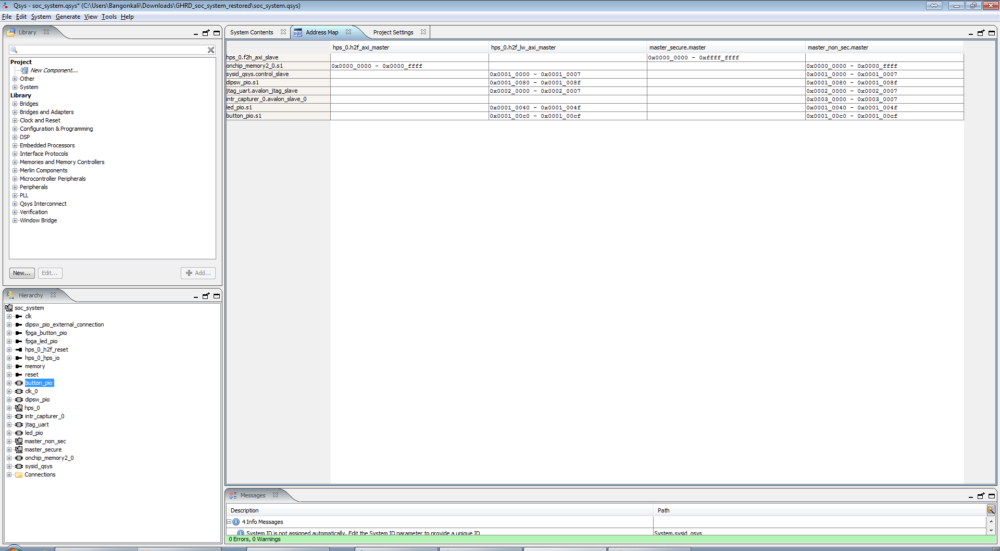 Qsys - soc_system.qsys* (C:\Users\Bangonkali\Downloads\GHRD_soc_system_restored\soc_system.qsys)
File Edit System Generate View Tools Help
Library
Project
New Component...
Other
System
Library
Bridges
Bridges and Adapters
Clock and Reset
Configuration & Programming
DSP
Embedded Processors
Interface Protocols
Memories and Memory Controllers
Merlin Components
Microcontroller Peripherals
Peripherals
PLL
Qsys Interconnect
Verification
Window Bridge
New... Edit... Add...
Hierarchy
soc_system
clk
dipsw_pio_external_connection
fpga_button_pio
fpga_led_pio
hps_0_h2f_reset
hps_0_hps_io
memory
reset
button_pio
clk_0
dipsw_pio
hps_0
intr_capturer_0
jtag_uart
led_pio
master_non_sec
master_secure
onchip_memory2_0
sysid_qsys
Connections
System Contents Address Map Project Settings
hps_0.h2f_axi_master hps_0.h2f_lw_axi_master master_secure.master master_non_sec.master
hps_0.f2h_axi_slave 0x0000_0000 - 0xffff_ffff
onchip_memory2_0.s1 0x0000_0000 - 0x0000_ffff 0x0000_0000 - 0x0000_ffff
sysid_qsys.control_slave 0x0001_0000 - 0x0001_0007 0x0001_0000 - 0x0001_0007
dipsw_pio.s1 0x0001_0080 - 0x0001_008f 0x0001_0080 - 0x0001_008f
jtag_uart.avalon_jtag_slave 0x0002_0000 - 0x0002_0007 0x0002_0000 - 0x0002_0007
intr_capturer_0.avalon_slave_0 0x0003_0000 - 0x0003_0007
led_pio.s1 0x0001_0040 - 0x0001_004f 0x0001_0040 - 0x0001_004f
button_pio.s1 0x0001_00c0 - 0x0001_00cf 0x0001_00c0 - 0x0001_00cf
Messages
Description Path
4 Info Messages
System ID is not assigned automatically. Edit the System ID parameter to provide a unique ID System.sysid_qsys
0 Errors, 0 Warnings